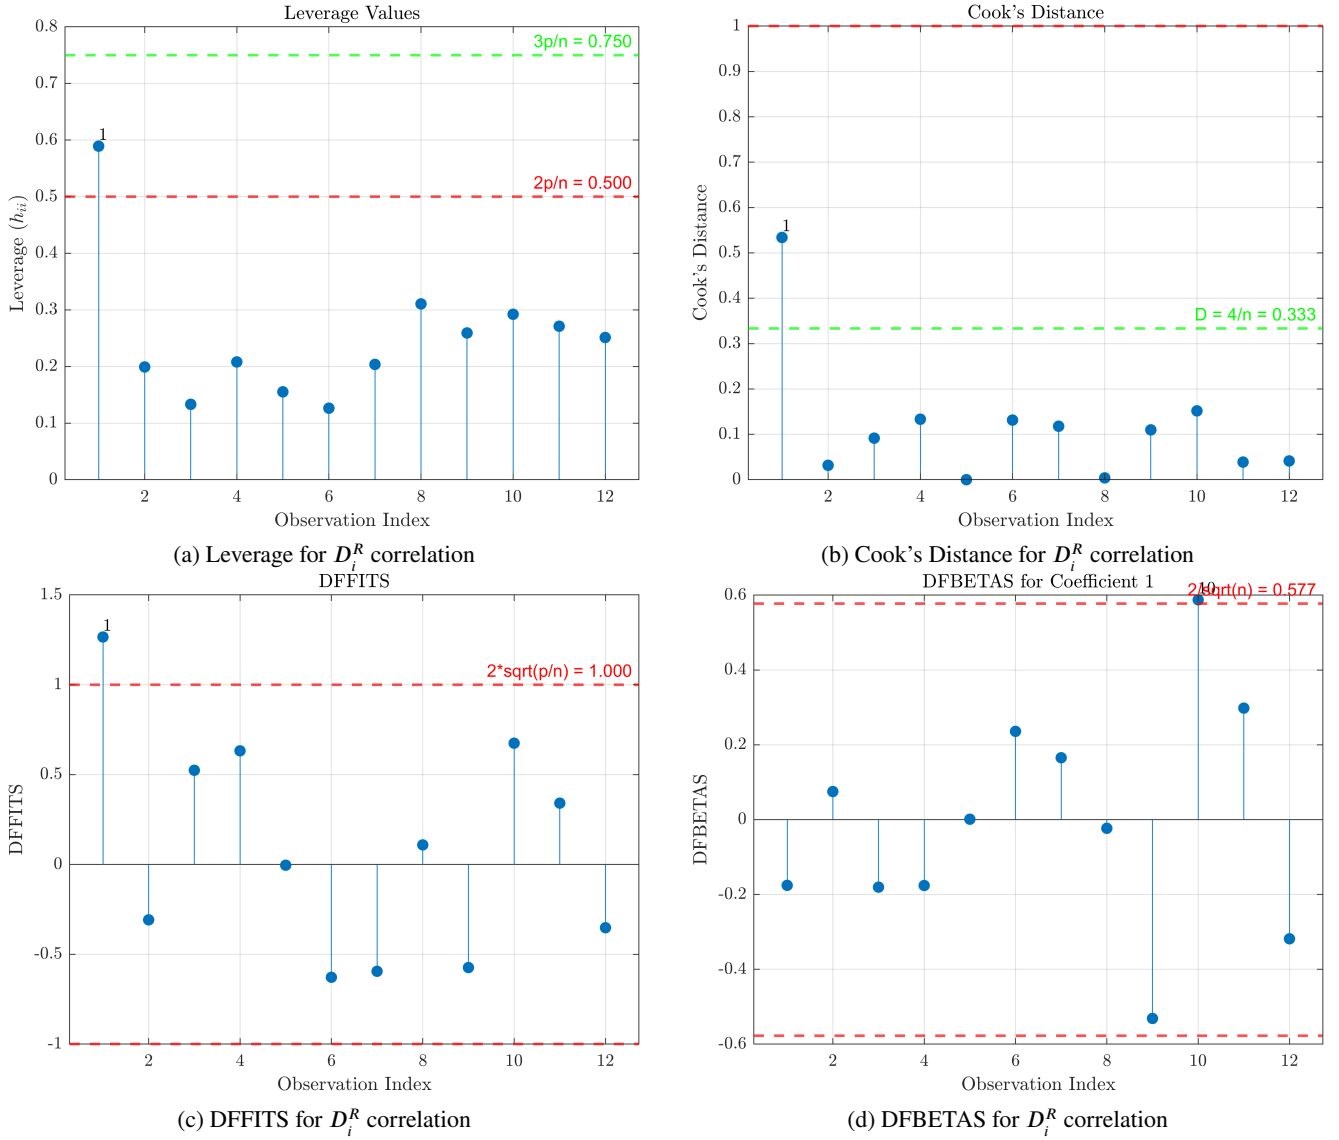 Leverage Values
0.8
0.7
0.6
0.5
0.4
0.3
0.2
0.1
0
3p/n = 0.750
1
2p/n = 0.500
Leverage (h_ii)
2 4 6 8 10 12
Observation Index
(a) Leverage for D_i^R correlation
Cook's Distance
1
0.9
0.8
0.7
0.6
0.5
0.4
0.3
0.2
0.1
0
1
D = 4/n = 0.333
Cook's Distance
2 4 6 8 10 12
Observation Index
(b) Cook's Distance for D_i^R correlation
DFFITS
1.5
1
0.5
0
-0.5
-1
1
2*sqrt(p/n) = 1.000
DFFITS
2 4 6 8 10 12
Observation Index
(c) DFFITS for D_i^R correlation
DFBETAS for Coefficient 1
0.6
0.4
0.2
0
-0.2
-0.4
-0.6
10
2/sqrt(n) = 0.577
DFBETAS
2 4 6 8 10 12
Observation Index
(d) DFBETAS for D_i^R correlation